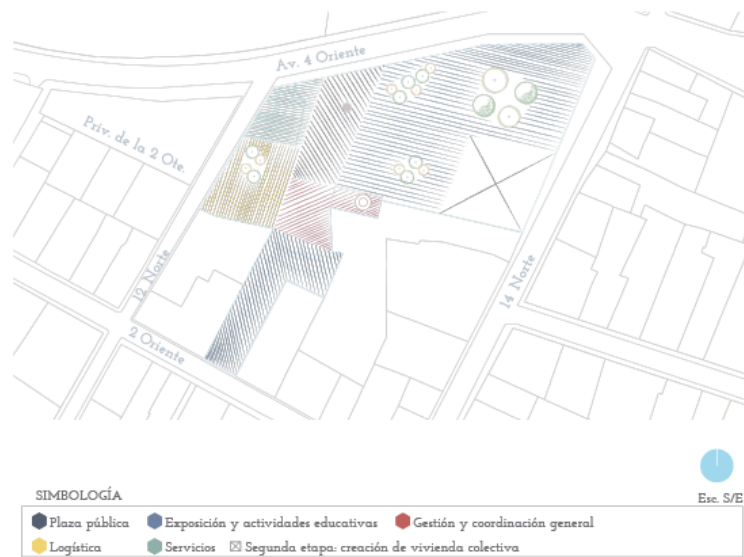 Av. 4 Oriente
Priv. de la 2 Ote.
12 Norte
14 Norte
2 Oriente
Esc. S/E
SIMBOLOGÍA
Plaza pública Exposición y actividades educativas Gestión y coordinación general
Logística Servicios Segunda etapa: creación de vivienda colectiva